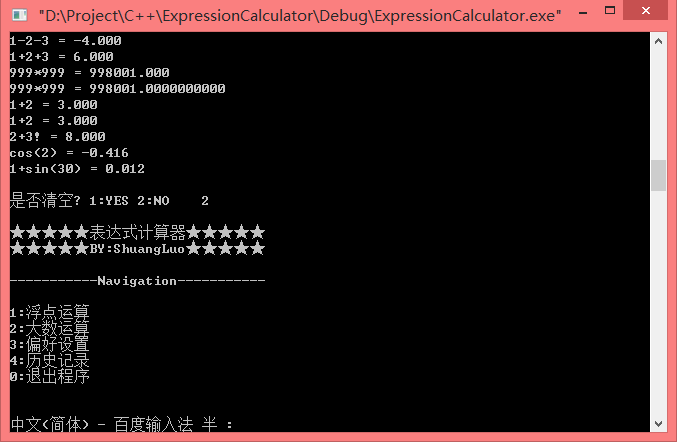 "D:\Project\C++\ExpressionCalculator\Debug\ExpressionCalculator.exe"
1-2-3 = -4.000
1+2+3 = 6.000
999*999 = 998001.000
999*999 = 998001.0000000000
1+2 = 3.000
1+2 = 3.000
2+3! = 8.000
cos(2) = -0.416
1+sin(30) = 0.012
是否清空? 1:YES 2:NO    2
★★★★★表达式计算器★★★★★
★★★★★BY:ShuangLuo★★★★★
-----------Navigation-----------
1:浮点运算
2:大数运算
3:偏好设置
4:历史记录
0:退出程序
中文(简体) - 百度输入法 半 :